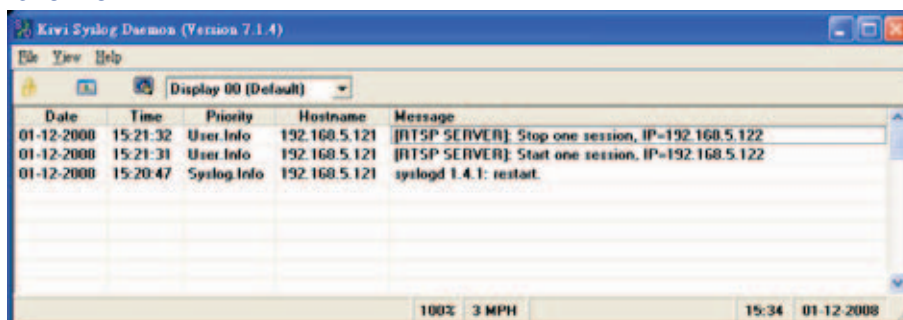 Kiwi Syslog Daemon (Version 7.1.4)
File View Help
Display 00 (Default)
Date Time Priority Hostname Message
01-12-2008 15:21:32 User.Info 192.168.5.121 [RTSP SERVER]: Stop one session, IP=192.168.5.122
01-12-2008 15:21:31 User.Info 192.168.5.121 [RTSP SERVER]: Start one session, IP=192.168.5.122
01-12-2008 15:20:47 Syslog.Info 192.168.5.121 syslogd 1.4.1: restart.
100% 3 MPH 15:34 01-12-2008